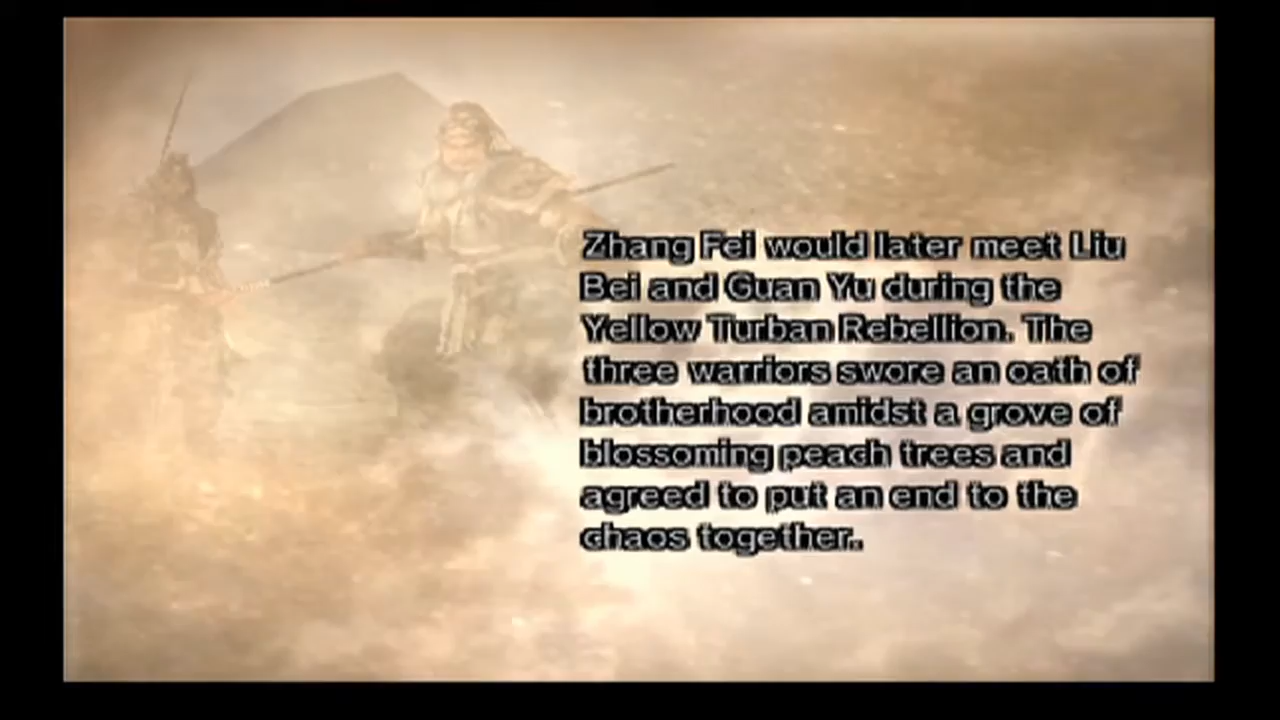 Zhang Fei would later meet Liu
Bei and Guan Yu during the
Yellow Turban Rebellion. The
three warriors swore an oath of
brotherhood amidst a grove of
blossoming peach trees and
agreed to put an end to the
chaos together.